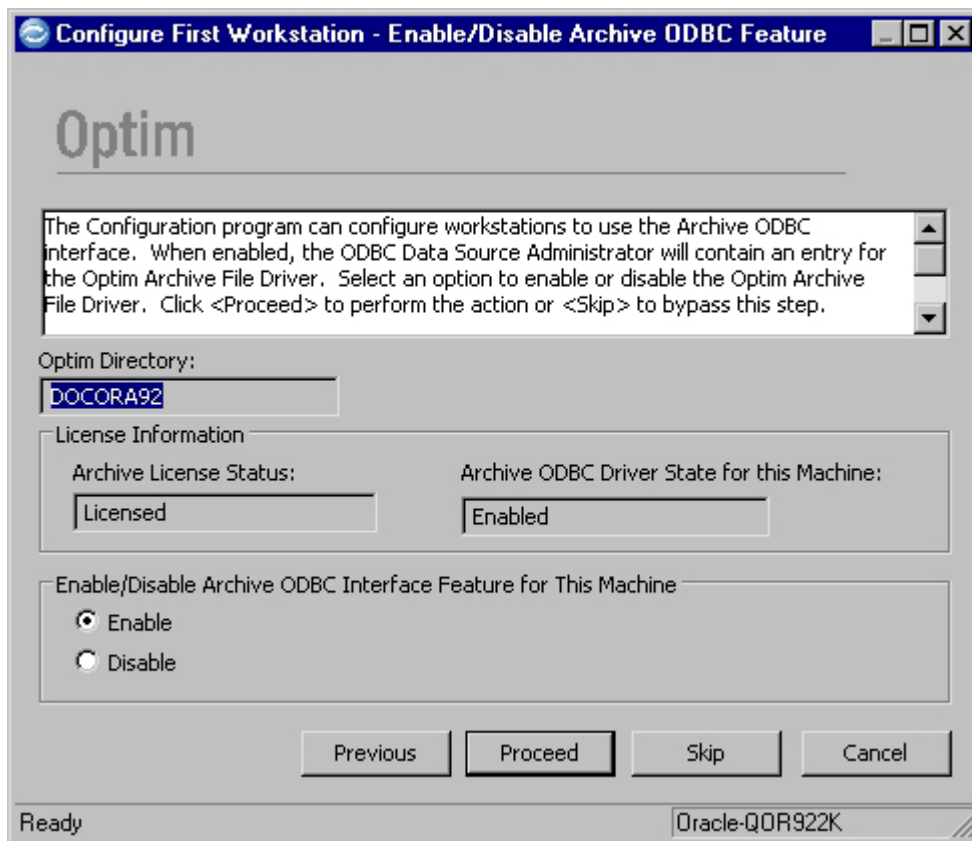 Configure First Workstation - Enable/Disable Archive ODBC Feature
Optim
The Configuration program can configure workstations to use the Archive ODBC
interface.  When enabled, the ODBC Data Source Administrator will contain an entry for
the Optim Archive File Driver.  Select an option to enable or disable the Optim Archive
File Driver.  Click <Proceed> to perform the action or <Skip> to bypass this step.
Optim Directory:
DOCORA92
License Information
Archive License Status:
Archive ODBC Driver State for this Machine:
Licensed
Enabled
Enable/Disable Archive ODBC Interface Feature for This Machine
Enable
Disable
Previous
Proceed
Skip
Cancel
Ready
Oracle-QOR922K